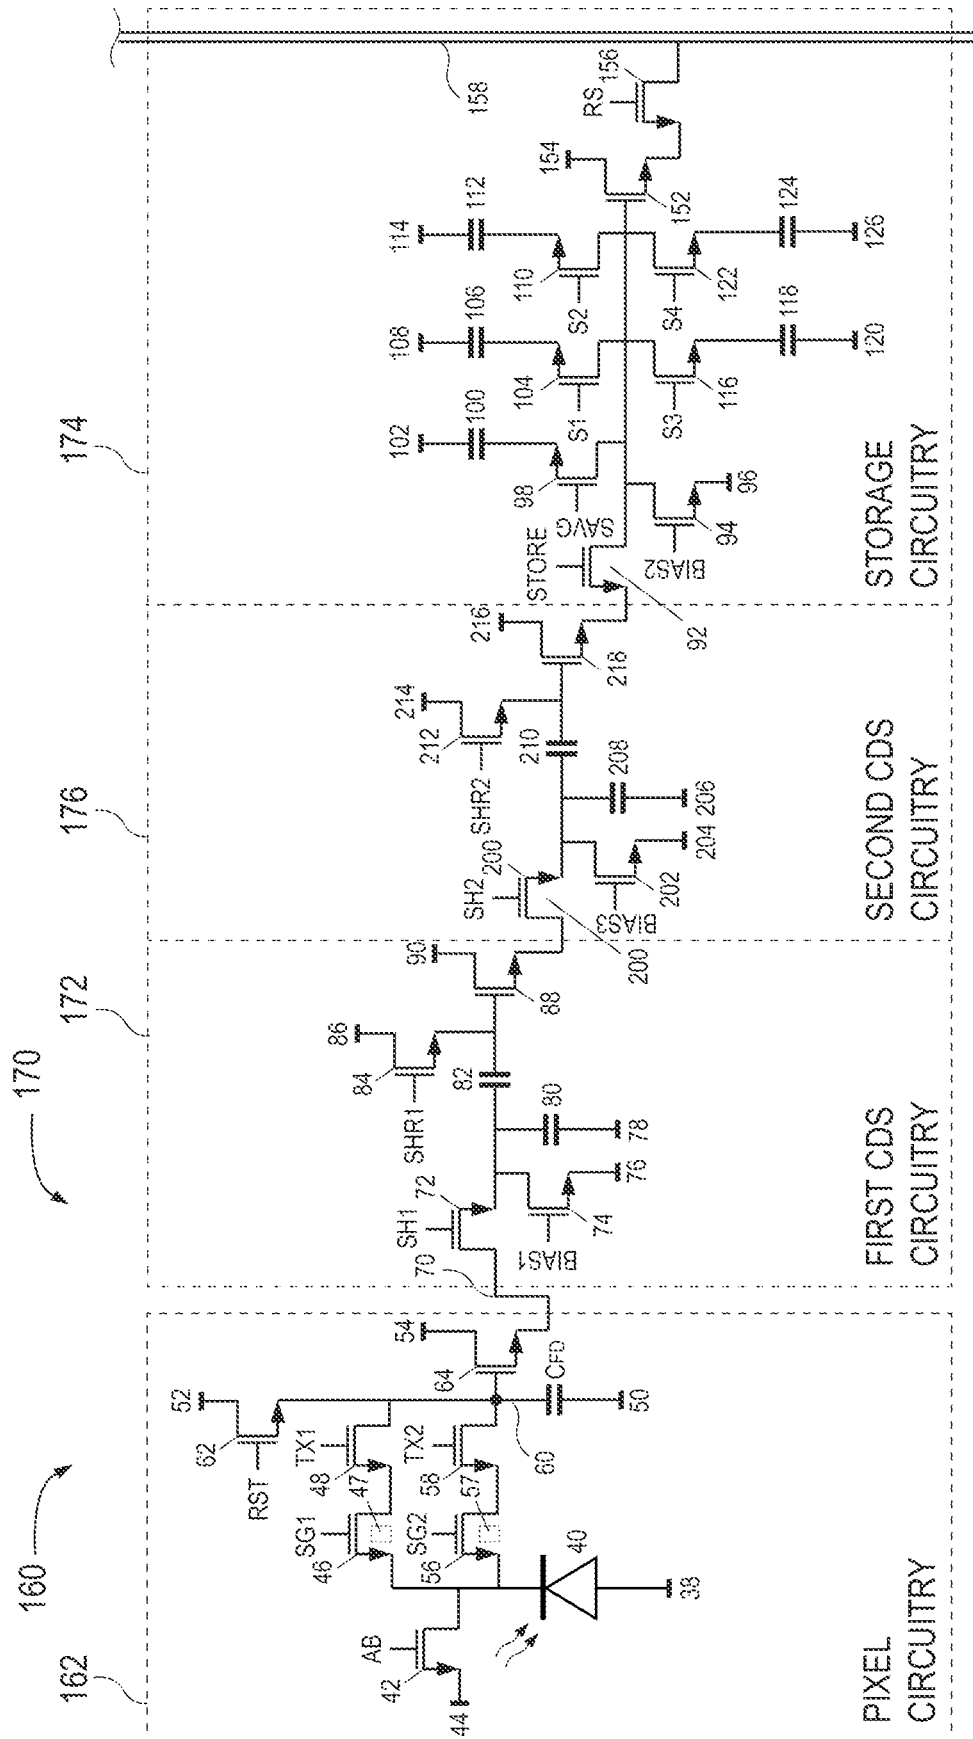 160
170
162
172
176
174
44
42
AB
SG1
46
47
TX1
48
SG2
56
57
TX2
58
RST
62
52
64
54
60
CFD
50
40
38
70
SH1
72
BIAS1
74
76
78
80
82
SHR1
84
86
88
90
SH2
200
200
BIAS3
202
204
206
208
210
SHR2
212
214
216
218
STORE
92
BIAS2
94
96
SAVG
98
100
102
S1
104
106
108
S2
110
112
114
S3
116
118
120
S4
122
124
126
152
154
RS
156
158
PIXEL
CIRCUITRY
FIRST CDS
CIRCUITRY
SECOND CDS
CIRCUITRY
STORAGE
CIRCUITRY